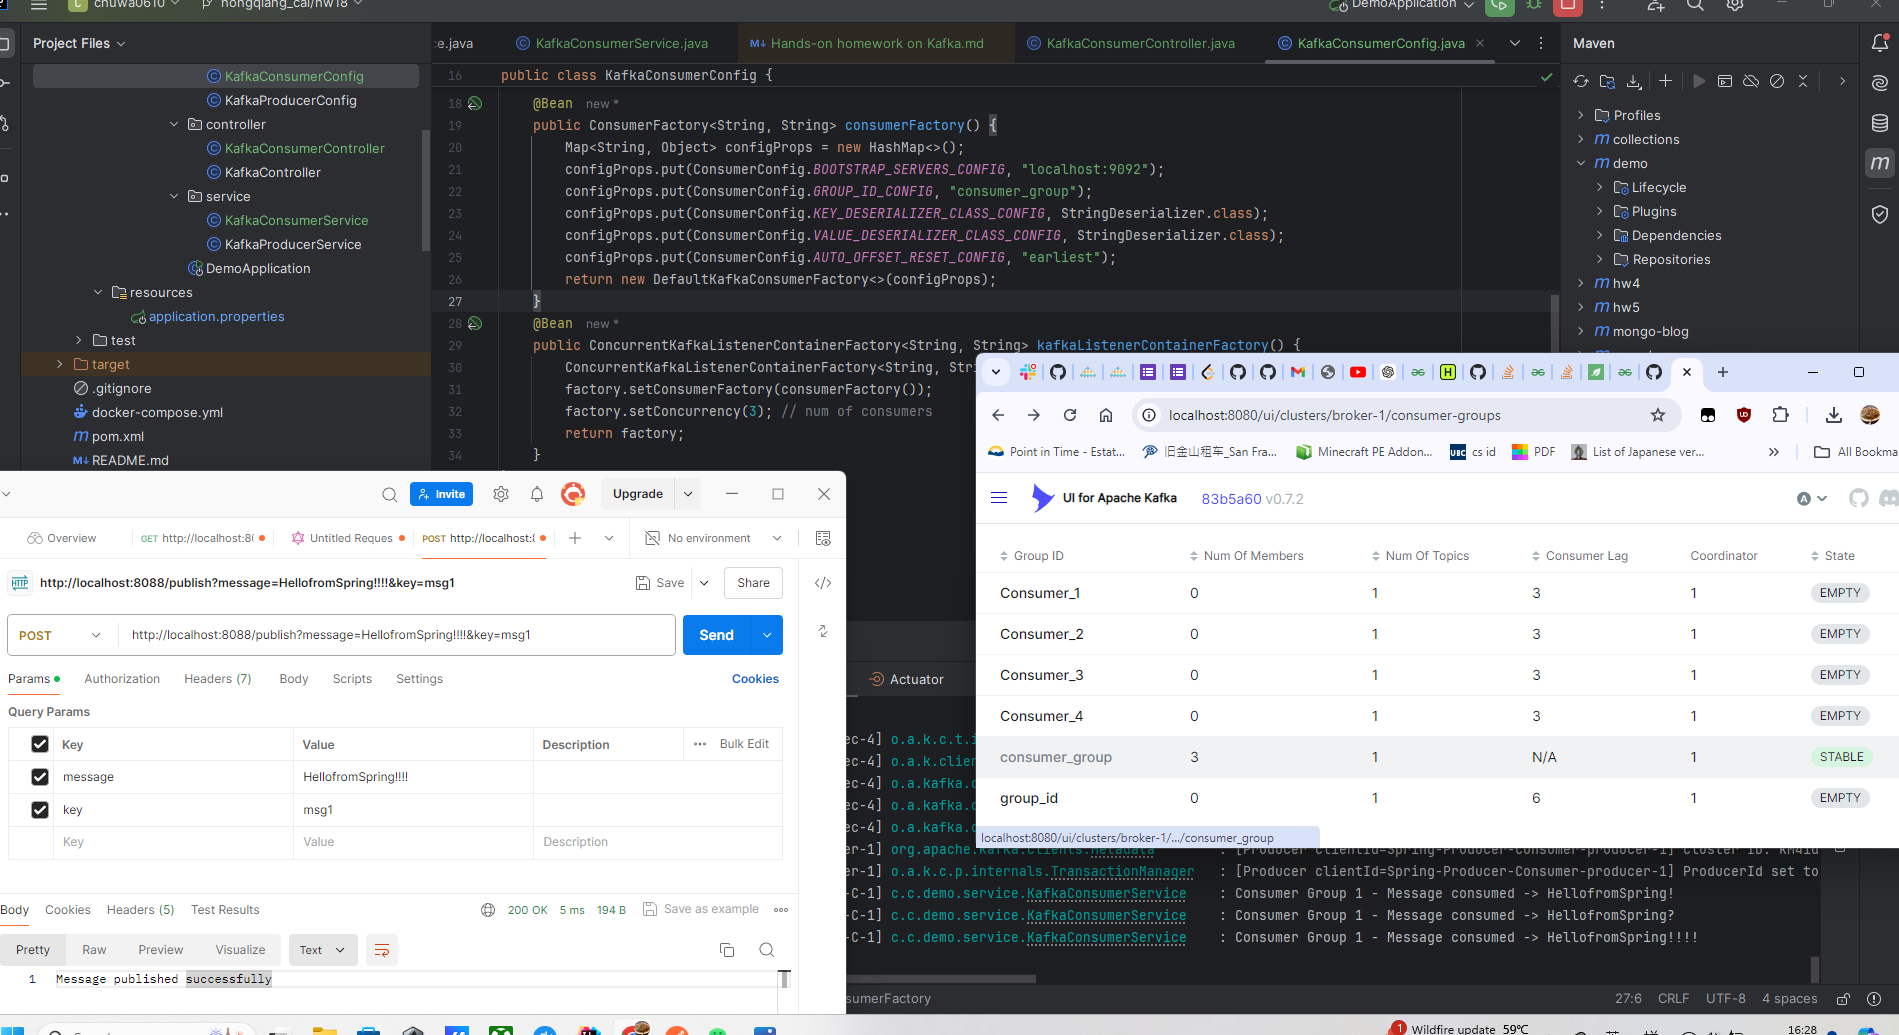 chuwa0610
hongqiang_cai/hw18
DemoApplication
Project Files
KafkaConsumerConfig
KafkaProducerConfig
controller
KafkaConsumerController
KafkaController
service
KafkaConsumerService
KafkaProducerService
DemoApplication
resources
application.properties
test
target
.gitignore
docker-compose.yml
pom.xml
README.md
:e.java
KafkaConsumerService.java
Hands-on homework on Kafka.md
KafkaConsumerController.java
KafkaConsumerConfig.java
16 public class KafkaConsumerConfig {
18 @Bean new *
19 public ConsumerFactory<String, String> consumerFactory() {
20 Map<String, Object> configProps = new HashMap<>();
21 configProps.put(ConsumerConfig.BOOTSTRAP_SERVERS_CONFIG, "localhost:9092");
22 configProps.put(ConsumerConfig.GROUP_ID_CONFIG, "consumer_group");
23 configProps.put(ConsumerConfig.KEY_DESERIALIZER_CLASS_CONFIG, StringDeserializer.class);
24 configProps.put(ConsumerConfig.VALUE_DESERIALIZER_CLASS_CONFIG, StringDeserializer.class);
25 configProps.put(ConsumerConfig.AUTO_OFFSET_RESET_CONFIG, "earliest");
26 return new DefaultKafkaConsumerFactory<>(configProps);
27 }
28 @Bean new *
29 public ConcurrentKafkaListenerContainerFactory<String, String> kafkaListenerContainerFactory() {
30 ConcurrentKafkaListenerContainerFactory<String, Str
31 factory.setConsumerFactory(consumerFactory());
32 factory.setConcurrency(3); // num of consumers
33 return factory;
34 }
Maven
Profiles
collections
demo
Lifecycle
Plugins
Dependencies
Repositories
hw4
hw5
mongo-blog
Invite
Upgrade
Overview
GET http://localhost:8(
Untitled Reques
POST http://localhost:8
No environment
HTTP http://localhost:8088/publish?message=HellofromSpring!!!!&key=msg1
Save
Share
POST
http://localhost:8088/publish?message=HellofromSpring!!!!&key=msg1
Send
Params
Authorization
Headers (7)
Body
Scripts
Settings
Cookies
Query Params
Key Value Description Bulk Edit
message HellofromSpring!!!!
key msg1
Key Value Description
Body
Cookies
Headers (5)
Test Results
200 OK 5 ms 194 B
Save as example
Pretty
Raw
Preview
Visualize
Text
1 Message published successfully
localhost:8080/ui/clusters/broker-1/consumer-groups
Point in Time - Estat...
旧金山租车_San Fra...
Minecraft PE Addon...
UBC cs id
PDF
List of Japanese ver...
All Bookma
UI for Apache Kafka 83b5a60 v0.7.2
Group ID Num Of Members Num Of Topics Consumer Lag Coordinator State
Consumer_1 0 1 3 1 EMPTY
Consumer_2 0 1 3 1 EMPTY
Consumer_3 0 1 3 1 EMPTY
Consumer_4 0 1 3 1 EMPTY
consumer_group 3 1 N/A 1 STABLE
group_id 0 1 6 1 EMPTY
localhost:8080/ui/clusters/broker-1/.../consumer_group
Actuator
ec-4] o.a.k.c.t.i
ec-4] o.a.k.clien
ec-4] o.a.kafka.c
ec-4] o.a.kafka.c
ec-4] o.a.kafka.c
er-1] org.apache.kafka.clients.Metadata : [Producer clientId=Spring-Producer-Consumer-producer-1] Cluster ID:
er-1] o.a.k.c.p.internals.TransactionManager : [Producer clientId=Spring-Producer-Consumer-producer-1] ProducerId set to
-C-1] c.c.demo.service.KafkaConsumerService : Consumer Group 1 - Message consumed -> HellofromSpring!
-C-1] c.c.demo.service.KafkaConsumerService : Consumer Group 1 - Message consumed -> HellofromSpring?
-C-1] c.c.demo.service.KafkaConsumerService : Consumer Group 1 - Message consumed -> HellofromSpring!!!!
sumerFactory
27:6 CRLF UTF-8 4 spaces
1 Wildfire update 59°C
16:28